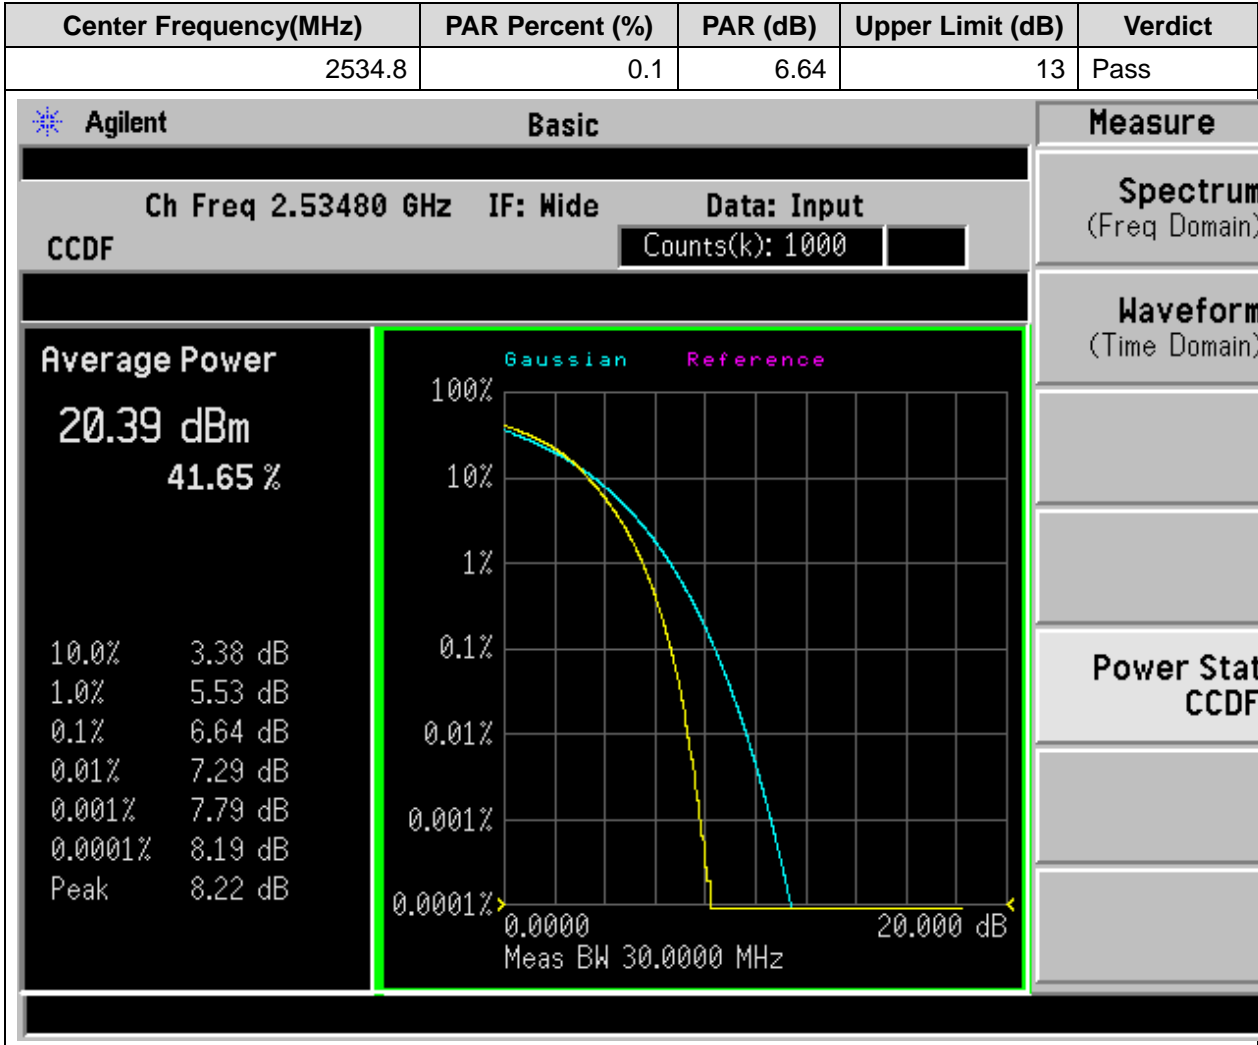 Center Frequency(MHz) PAR Percent (%) PAR (dB) Upper Limit (dB) Verdict
2534.8 0.1 6.64 13 Pass
Agilent Basic Measure
Ch Freq 2.53480 GHz IF: Wide Data: Input
CCDF Counts(k): 1000
Spectrum
(Freq Domain)
Waveform
(Time Domain)
Power Stat
CCDF
Average Power
20.39 dBm
41.65 %
10.0% 3.38 dB
1.0% 5.53 dB
0.1% 6.64 dB
0.01% 7.29 dB
0.001% 7.79 dB
0.0001% 8.19 dB
Peak 8.22 dB
Gaussian Reference
100%
10%
1%
0.1%
0.01%
0.001%
0.0001%
0.0000 20.000 dB
Meas BW 30.0000 MHz